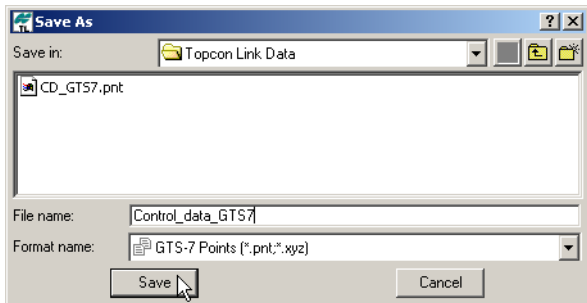 Save As
Save in: Topcon Link Data
CD_GTS7.pnt
File name: Control_data_GTS7
Format name: GTS-7 Points (*.pnt;*.xyz)
Save Cancel